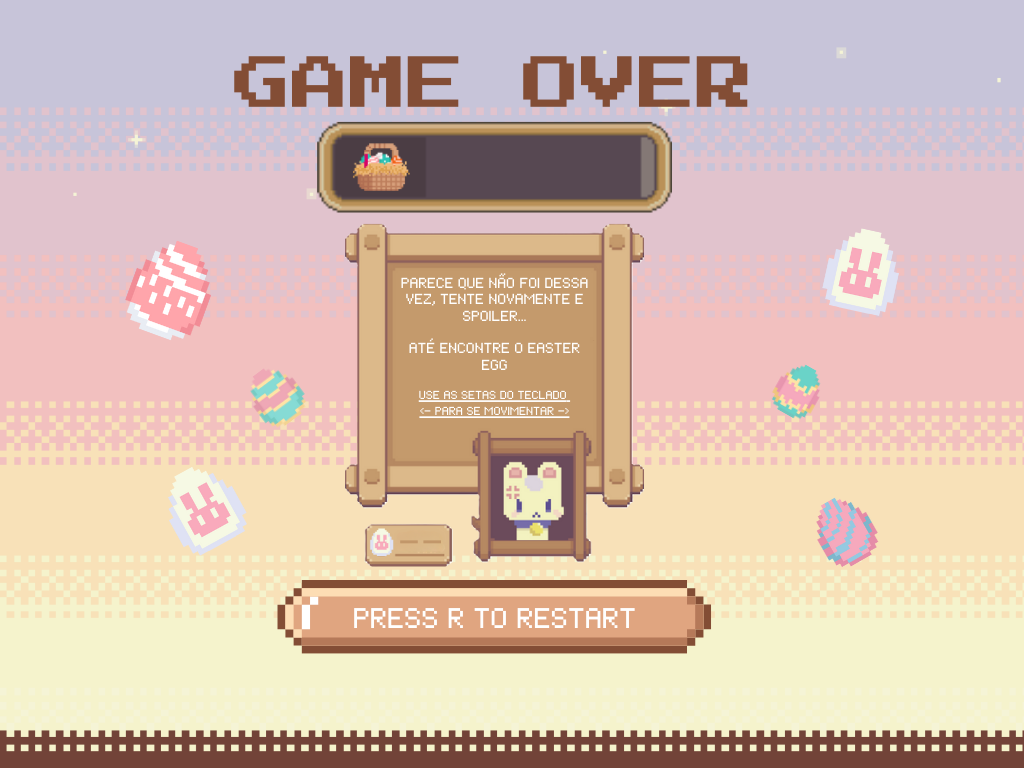 GAME OVER
PARECE QUE NÃO FOI DESSA
VEZ, TENTE NOVAMENTE E
SPOILER...
ATÉ ENCONTRE O EASTER
EGG
USE AS SETAS DO TECLADO
<- PARA SE MOVIMENTAR ->
PRESS R TO RESTART